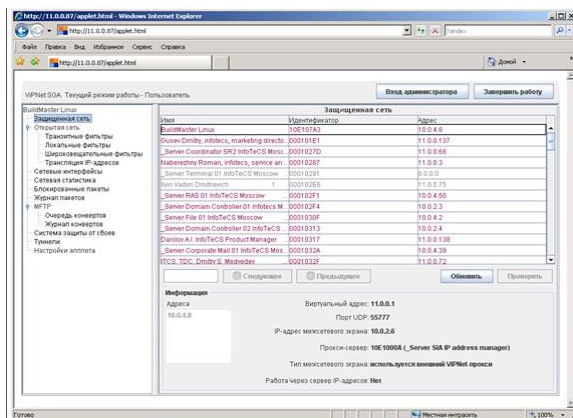 http://11.0.0.87/applet.html - Windows Internet Explorer
http://11.0.0.87/applet.html
Yandex
Файл Правка Вид Избранное Сервис Справка
http://11.0.0.87/applet.html
Домой
ViPNet SGA. Текущий режим работы - Пользователь
Вход администратора
Завершить работу
BuildMaster Linux
Защищенная сеть
Открытая сеть
Транзитные фильтры
Локальные фильтры
Широковещательные фильтры
Трансляция IP-адресов
Сетевые интерфейсы
Сетевая статистика
Блокированные пакеты
Журнал пакетов
MFTP
Очередь конвертов
Журнал конвертов
Система защиты от сбоев
Туннели
Настройки апплета
Защищенная сеть
Имя Идентификатор Адрес
BuildMaster Linux 10E107A3 10.0.4.8
Gusev Dmitry, infotecs, marketing directo... 000101E1 11.0.0.137
_Server Coordinator SR2 InfoTeCS Mosc... 0001027D 11.0.0.68
Naberezhny Roman, infotecs, service an... 00010287 11.0.0.3
_Server Terminal 01 InfoTeCS Moscow 00010291 0.0.0.0
Ilyin Vadim Dmitrievich 1 000102E6 11.0.0.75
_Server RAS 01 InfoTeCS Moscow 000102F1 10.0.4.50
_Server Domain Controller 01 Infotecs M... 000102F4 10.0.2.3
_Server File 01 InfoTeCS Moscow 0001030F 10.0.4.2
_Server Domain Controller 02 InfoTeCS ... 00010313 10.0.2.4
Danilov A.I. InfoTeCS Product Manager 00010317 11.0.0.138
_Server Corporate Mail 01 InfoTeCS Mos... 0001032A 10.0.4.39
ITCS, TDC, Dmitry S. Medvedev ... 0001032F 11.0.0.72
Следующее
Предыдущее
Обновить
Проверить
Информация
Адреса
10.0.4.8
Виртуальный адрес: 11.0.0.1
Порт UDP: 55777
IP-адрес межсетевого экрана: 10.0.2.6
Прокси-сервер: 10E1000A (_Server SIA IP address manager)
Тип межсетевого экрана: используется внешний ViPNet-прокси
Работа через сервер IP-адресов: Нет
Готово
Местная интрасеть
100%